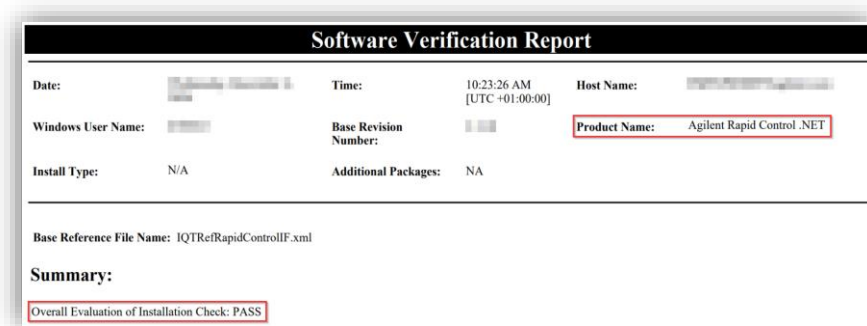 Software Verification Report
Date:
Time:
10:23:26 AM
[UTC +01:00:00]
Host Name:
Windows User Name:
Base Revision
Number:
Product Name:
Agilent Rapid Control .NET
Install Type:
N/A
Additional Packages:
NA
Base Reference File Name: IQTRefRapidControlIF.xml
Summary:
Overall Evaluation of Installation Check: PASS